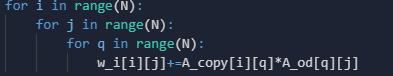 for i in range(N):
    for j in range(N):
        for q in range(N):
            w_i[i][j]+=A_copy[i][q]*A_od[q][j]